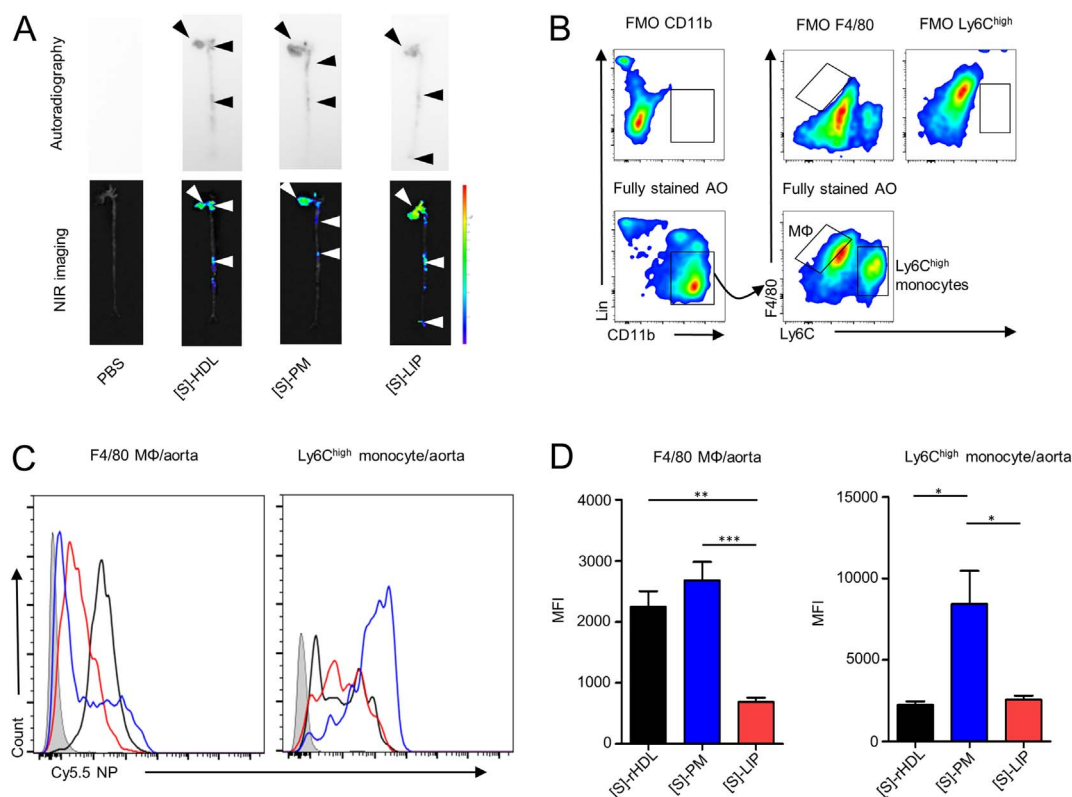 A
Autoradiography
NIR imaging
PBS
[S]-HDL
[S]-PM
[S]-LIP
B
FMO CD11b
FMO F4/80
FMO Ly6Chigh
Fully stained AO
Fully stained AO
MΦ
Ly6Chigh
monocytes
Lin
CD11b
F4/80
Ly6C
C
F4/80 MΦ/aorta
Ly6Chigh monocyte/aorta
Count
Cy5.5 NP
D
F4/80 MΦ/aorta
**
***
MFI
4000
3000
2000
1000
0
[S]-rHDL
[S]-PM
[S]-LIP
Ly6Chigh monocyte/aorta
*
*
MFI
15000
10000
5000
0
[S]-rHDL
[S]-PM
[S]-LIP